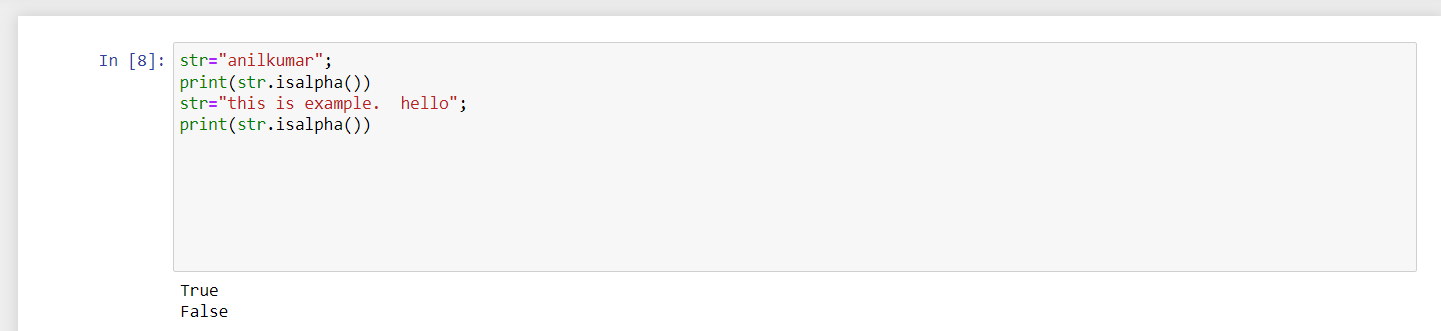 In [8]: str="anilkumar";
print(str.isalpha())
str="this is example.  hello";
print(str.isalpha())
True
False